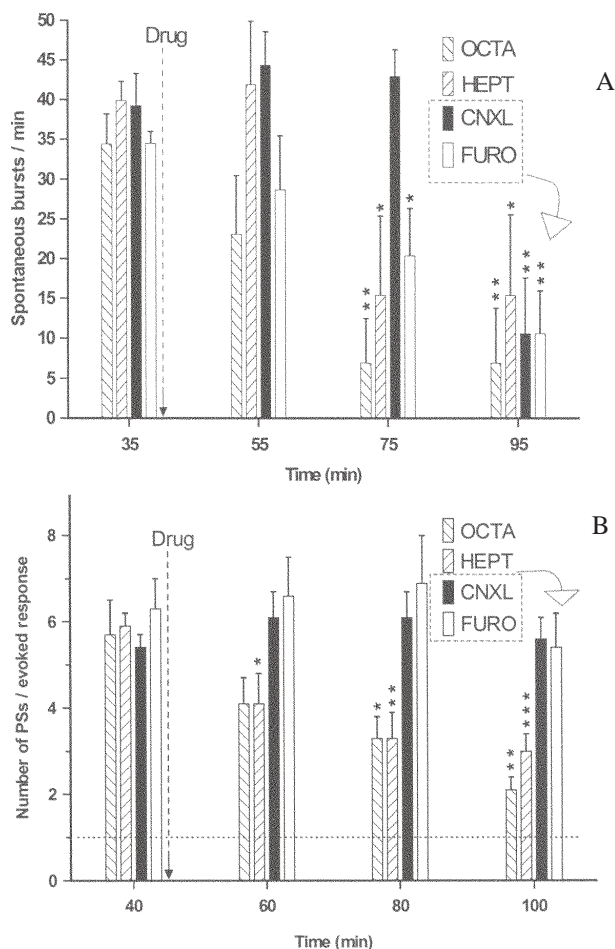 Spontaneous bursts / min
50
45
40
35
30
25
20
15
10
5
0
Drug
OCTA
HEPT
CNXL
FURO
A
* *
*
*
* *
*
* *
* *
35
55
75
95
Time (min)
Number of PSs / evoked response
8
6
4
2
0
Drug
OCTA
HEPT
CNXL
FURO
B
*
*
* *
* *
* * *
40
60
80
100
Time (min)